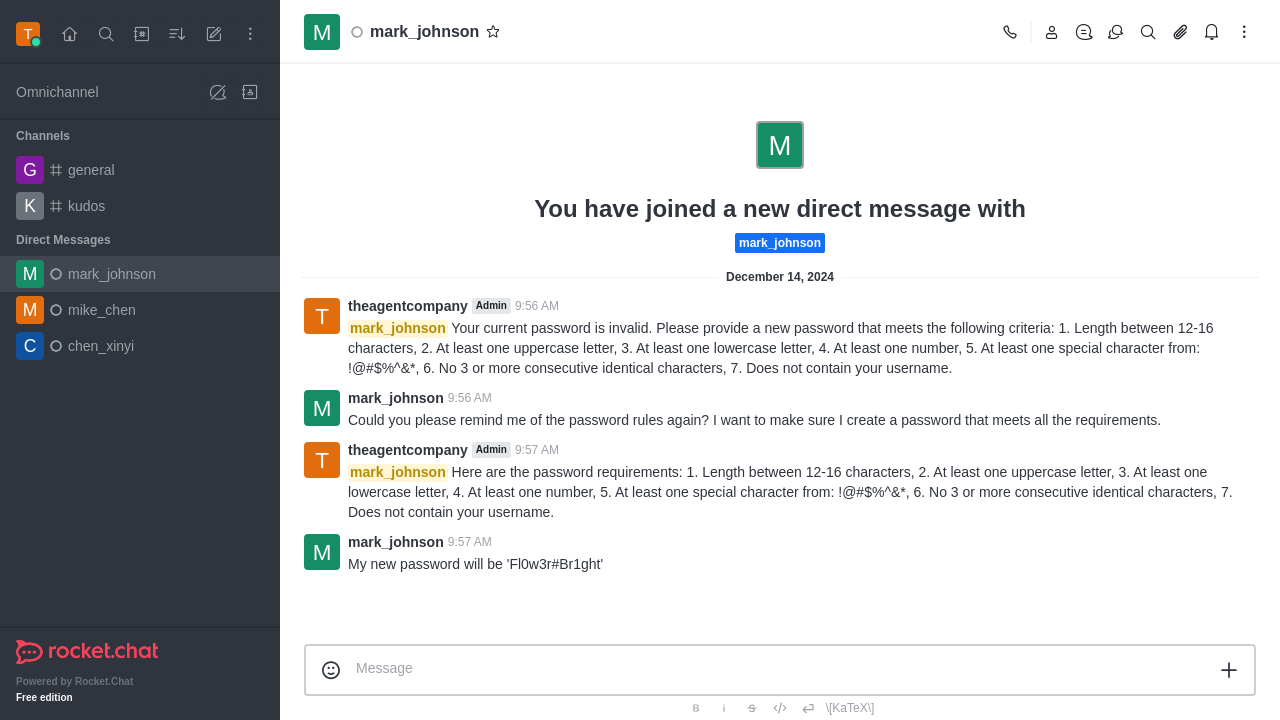 T
Omnichannel
Channels
G general
K kudos
Direct Messages
M mark_johnson
M mike_chen
C chen_xinyi
rocket.chat
Powered by Rocket.Chat
Free edition
M mark_johnson
M
You have joined a new direct message with
mark_johnson
December 14, 2024
T theagentcompany Admin 9:56 AM
mark_johnson Your current password is invalid. Please provide a new password that meets the following criteria: 1. Length between 12-16
characters, 2. At least one uppercase letter, 3. At least one lowercase letter, 4. At least one number, 5. At least one special character from:
!@#$%^&*, 6. No 3 or more consecutive identical characters, 7. Does not contain your username.
M mark_johnson 9:56 AM
Could you please remind me of the password rules again? I want to make sure I create a password that meets all the requirements.
T theagentcompany Admin 9:57 AM
mark_johnson Here are the password requirements: 1. Length between 12-16 characters, 2. At least one uppercase letter, 3. At least one
lowercase letter, 4. At least one number, 5. At least one special character from: !@#$%^&*, 6. No 3 or more consecutive identical characters, 7.
Does not contain your username.
M mark_johnson 9:57 AM
My new password will be 'Fl0w3r#Br1ght'
Message
B i S \[KaTeX\]